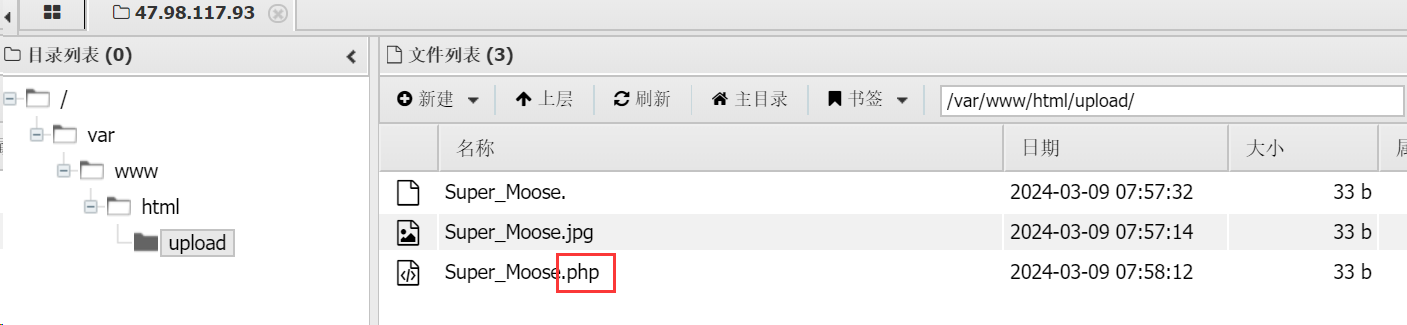 47.98.117.93
目录列表 (0)
文件列表 (3)
新建 上层 刷新 主目录 书签 /var/www/html/upload/
/
var
www
html
upload
名称 日期 大小
Super_Moose. 2024-03-09 07:57:32 33 b
Super_Moose.jpg 2024-03-09 07:57:14 33 b
Super_Moose.php 2024-03-09 07:58:12 33 b